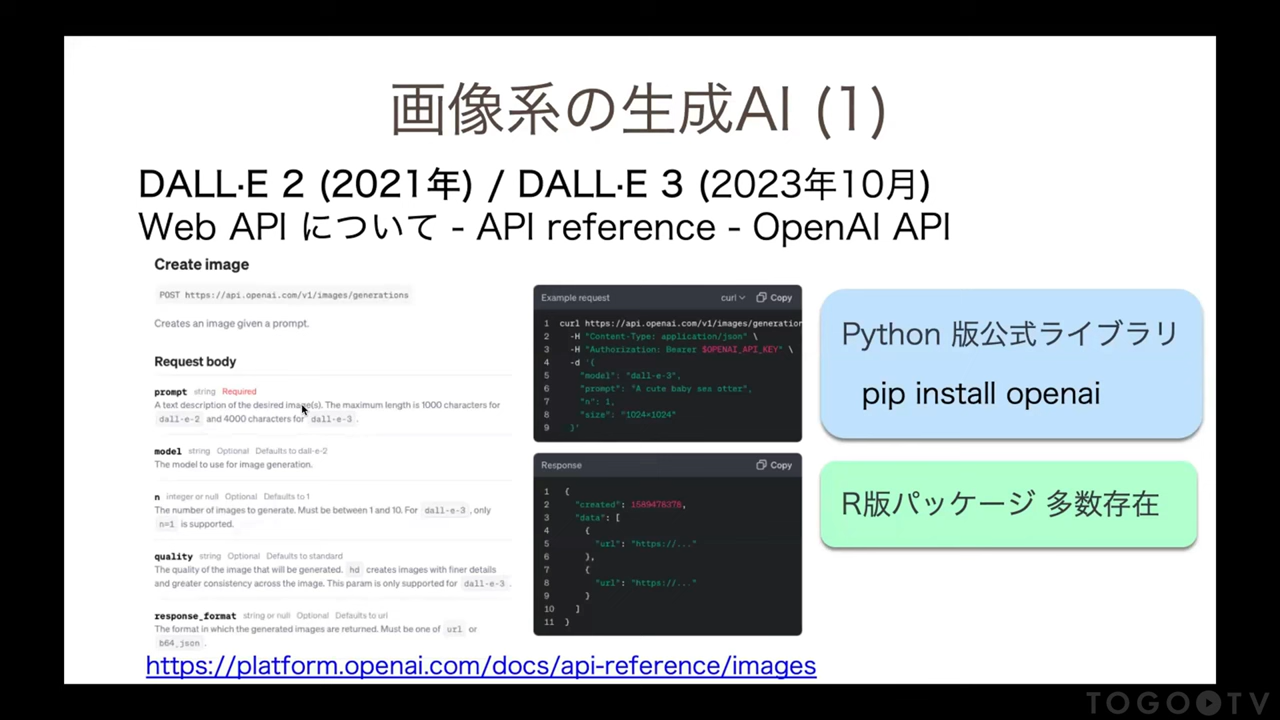 画像系の生成AI (1)
DALL·E 2 (2021年) / DALL·E 3 (2023年10月)
Web API について - API reference - OpenAI API
Create image
POST https://api.openai.com/v1/images/generations
Creates an image given a prompt.
Request body
prompt string Required
A text description of the desired image(s). The maximum length is 1000 characters for
dall-e-2 and 4000 characters for dall-e-3 .
model string Optional Defaults to dall-e-2
The model to use for image generation.
n integer or null Optional Defaults to 1
The number of images to generate. Must be between 1 and 10. For dall-e-3 , only
n=1 is supported.
quality string Optional Defaults to standard
The quality of the image that will be generated. hd creates images with finer details
and greater consistency across the image. This param is only supported for dall-e-3 .
response_format string or null Optional Defaults to url
The format in which the generated images are returned. Must be one of url or
b64_json .
Example request curl Copy
1 curl https://api.openai.com/v1/images/generation
2 -H "Content-Type: application/json" \
3 -H "Authorization: Bearer $OPENAI_API_KEY" \
4 -d '{
5 "model": "dall-e-3",
6 "prompt": "A cute baby sea otter",
7 "n": 1,
8 "size": "1024x1024"
9 }'
Response Copy
1 {
2 "created": 1589478378,
3 "data": [
4 {
5 "url": "https://..."
6 },
7 {
8 "url": "https://..."
9 }
10 ]
11 }
Python 版公式ライブラリ
pip install openai
R版パッケージ 多数存在
https://platform.openai.com/docs/api-reference/images
TOGO TV